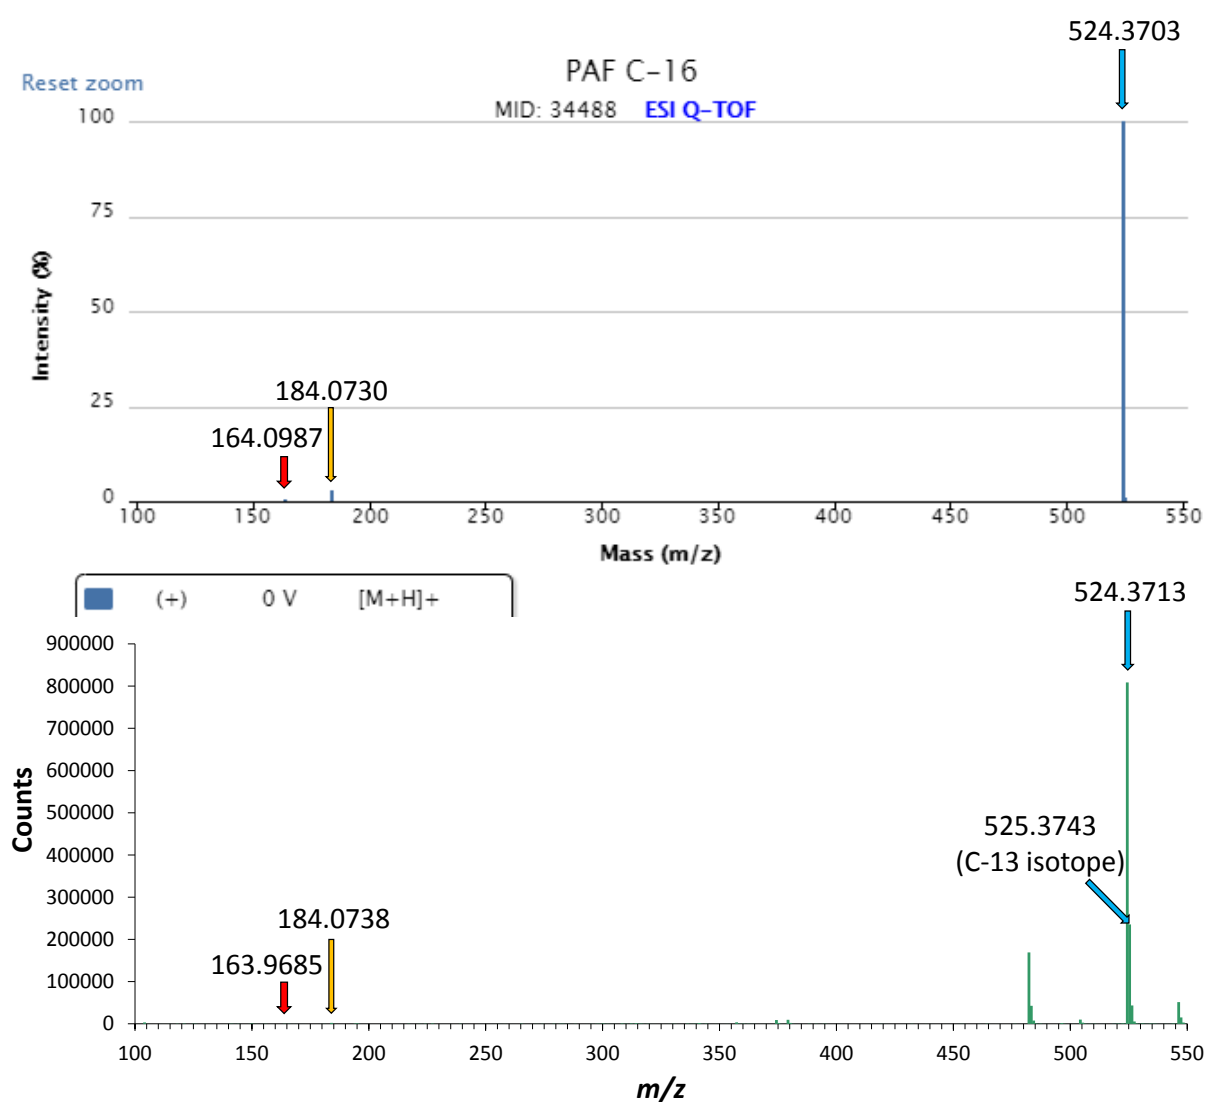 524.3703
Reset zoom
PAF C-16
MID: 34488 ESI Q-TOF
100
75
50
25
0
Intensity (%)
184.0730
164.0987
100 150 200 250 300 350 400 450 500 550
Mass (m/z)
(+) 0 V [M+H]+
524.3713
900000
800000
700000
600000
500000
400000
300000
200000
100000
0
Counts
525.3743
(C-13 isotope)
184.0738
163.9685
100 150 200 250 300 350 400 450 500 550
m/z